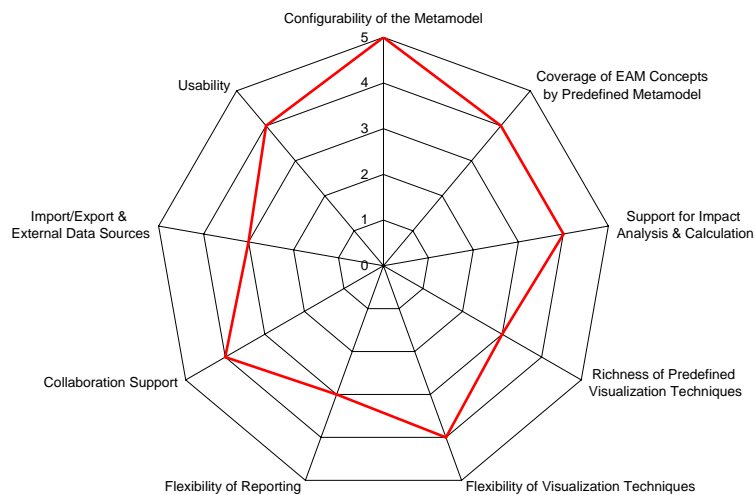 Configurability of the Metamodel
5
Usability
4
Coverage of EAM Concepts
by Predefined Metamodel
3
2
Import/Export &
External Data Sources
1
Support for Impact
Analysis & Calculation
0
Collaboration Support
Richness of Predefined
Visualization Techniques
Flexibility of Reporting
Flexibility of Visualization Techniques